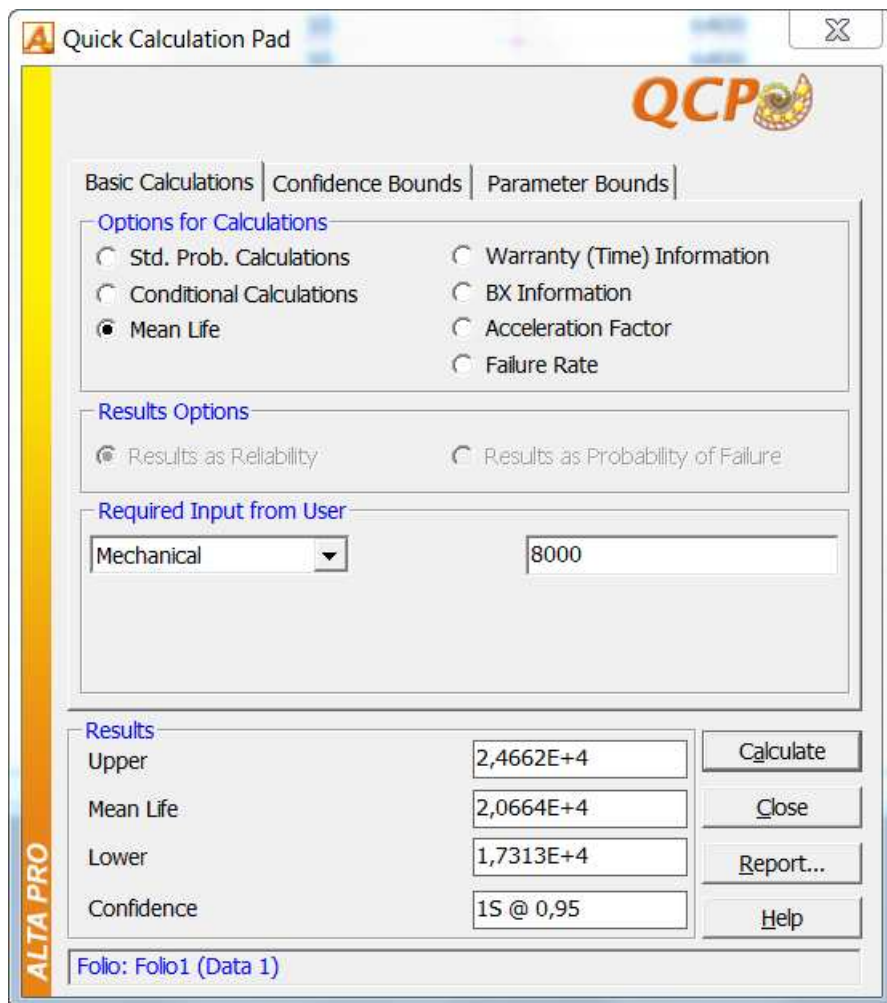 Quick Calculation Pad
QCP
Basic Calculations Confidence Bounds Parameter Bounds
Options for Calculations
Std. Prob. Calculations Warranty (Time) Information
Conditional Calculations BX Information
Mean Life Acceleration Factor
Failure Rate
Results Options
Results as Reliability Results as Probability of Failure
Required Input from User
Mechanical 8000
Results
Upper 2,4662E+4 Calculate
Mean Life 2,0664E+4 Close
Lower 1,7313E+4 Report...
Confidence 1S @ 0,95 Help
ALTA PRO
Folio: Folio1 (Data 1)